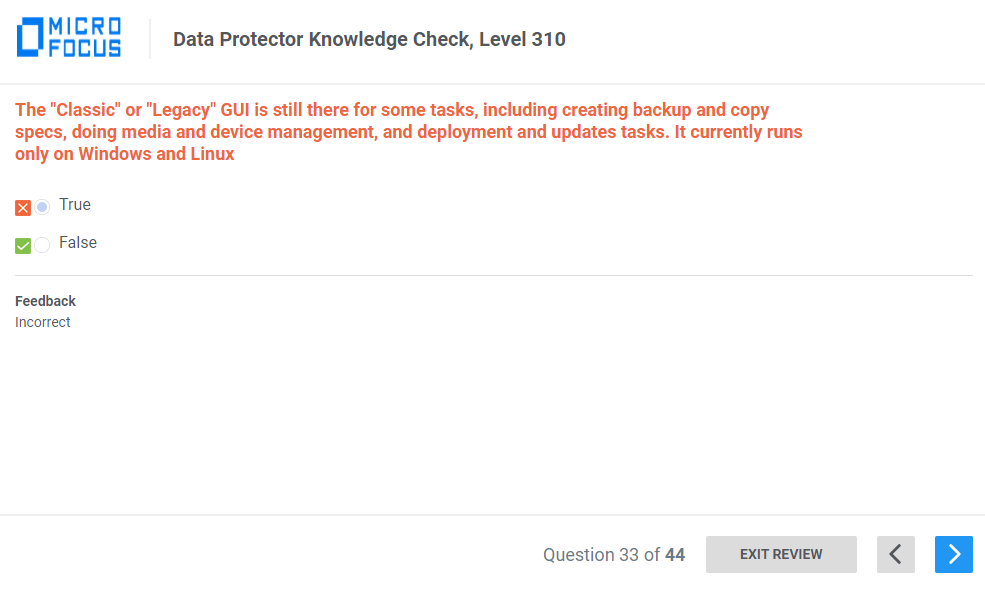 MICRO
FOCUS
Data Protector Knowledge Check, Level 310
The "Classic" or "Legacy" GUI is still there for some tasks, including creating backup and copy
specs, doing media and device management, and deployment and updates tasks. It currently runs
only on Windows and Linux
True
False
Feedback
Incorrect
Question 33 of 44
EXIT REVIEW